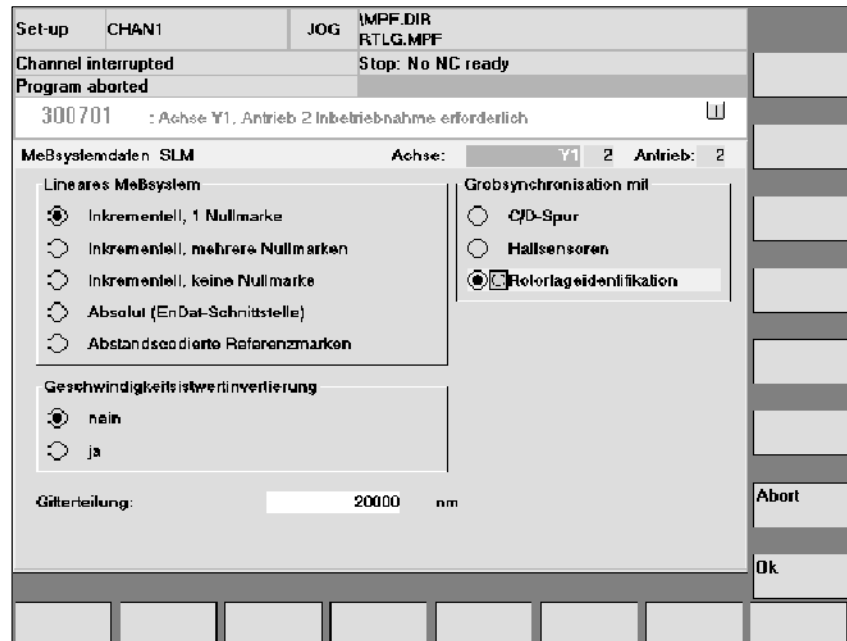 Set-up CHAN1 JOG \MPF.DIR
RTLG.MPF
Channel interrupted Stop: No NC ready
Program aborted
300701 : Achse Y1, Antrieb 2 Inbetriebnahme erforderlich I
Meßsystemdaten SLM Achse: Y1 2 Antrieb: 2
Lineares Meßsystem
Inkrementell, 1 Nullmarke
Inkrementell, mehrere Nullmarken
Inkrementell, keine Nullmarke
Absolut (EnDat-Schnittstelle)
Abstandscodierte Referenzmarken
Grobsynchronisation mit
C/D-Spur
Hallsensoren
Rotorlageidentifikation
Geschwindigkeitsistwertinvertierung
nein
ja
Gitterteilung: 20000 nm
Abort
Ok